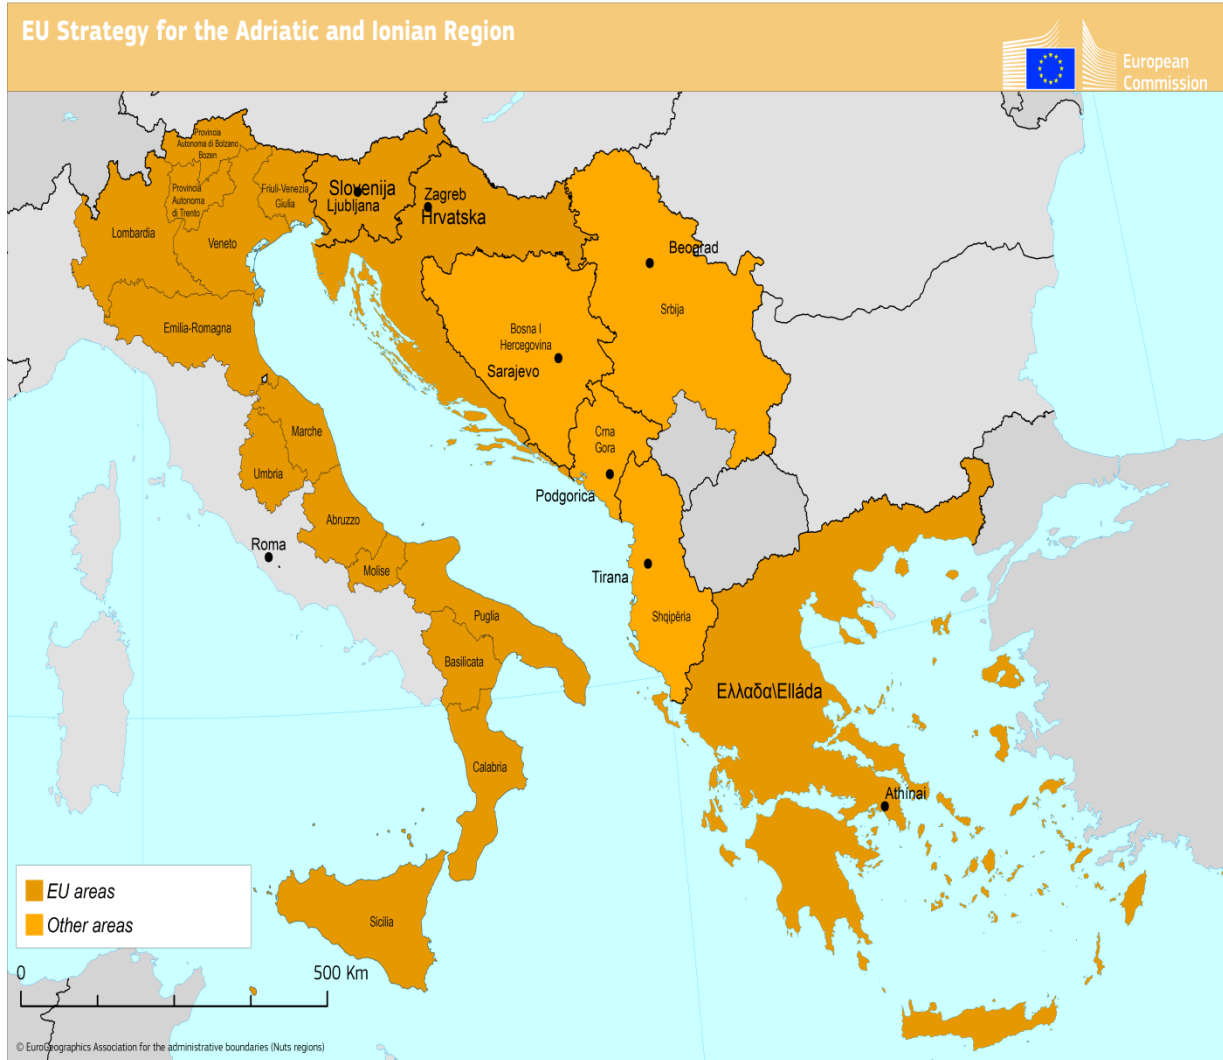 EU Strategy for the Adriatic and Ionian Region
European
Commission
Provincia
Autonoma di Bolzano
Bozen
Provincia
Autonoma
di Trento
Friuli-Venezia
Giulia
Lombardia
Veneto
Slovenija
Ljubljana
Zagreb
Hrvatska
Beograd
Srbija
Emilia-Romagna
Bosna I
Hercegovina
Sarajevo
Marche
Umbria
Crna
Gora
Podgorica
Abruzzo
Roma
Molise
Tirana
Shqipëria
Puglia
Basilicata
Ελλαδα\Elláda
Calabria
Athínai
Sicilia
EU areas
Other areas
0 500 Km
© EuroGeographics Association for the administrative boundaries (Nuts regions)